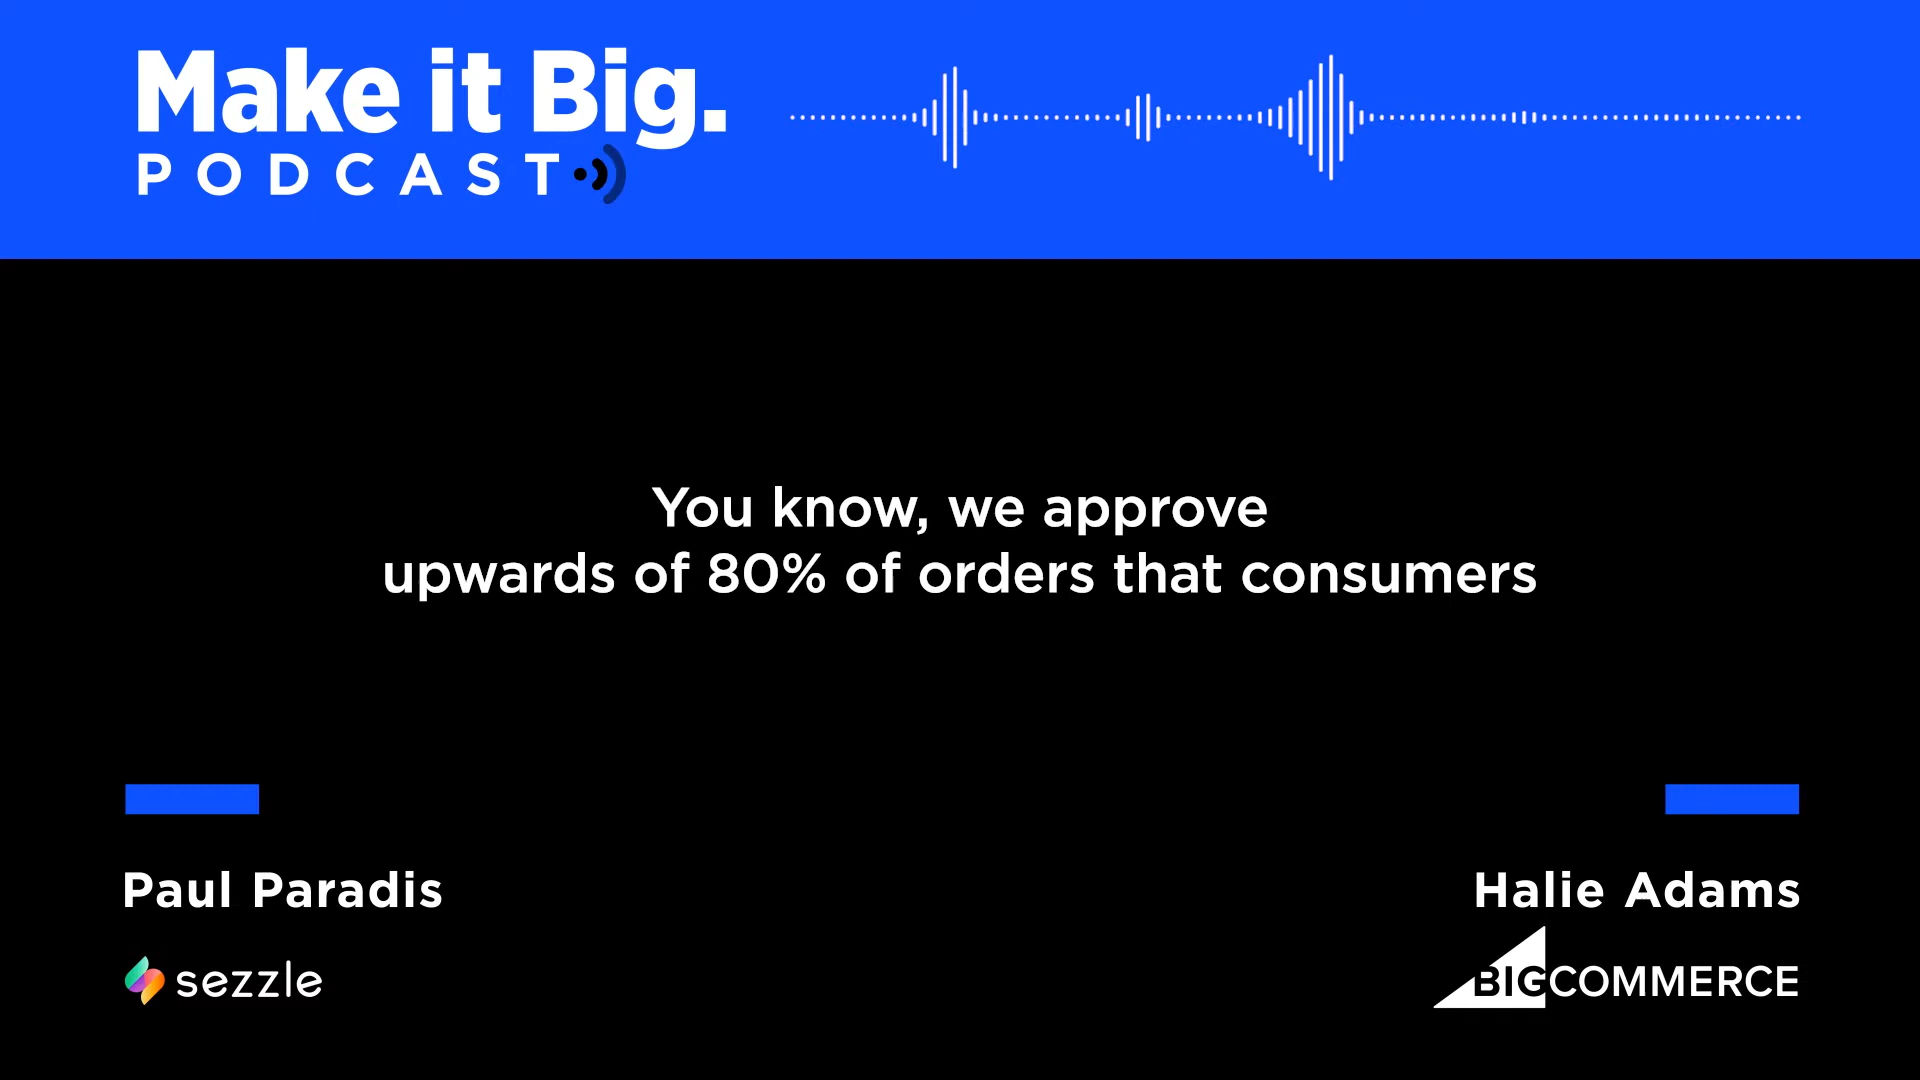 Make it Big.
PODCAST
You know, we approve
upwards of 80% of orders that consumers
Paul Paradis
sezzle
Halie Adams
BIGCOMMERCE